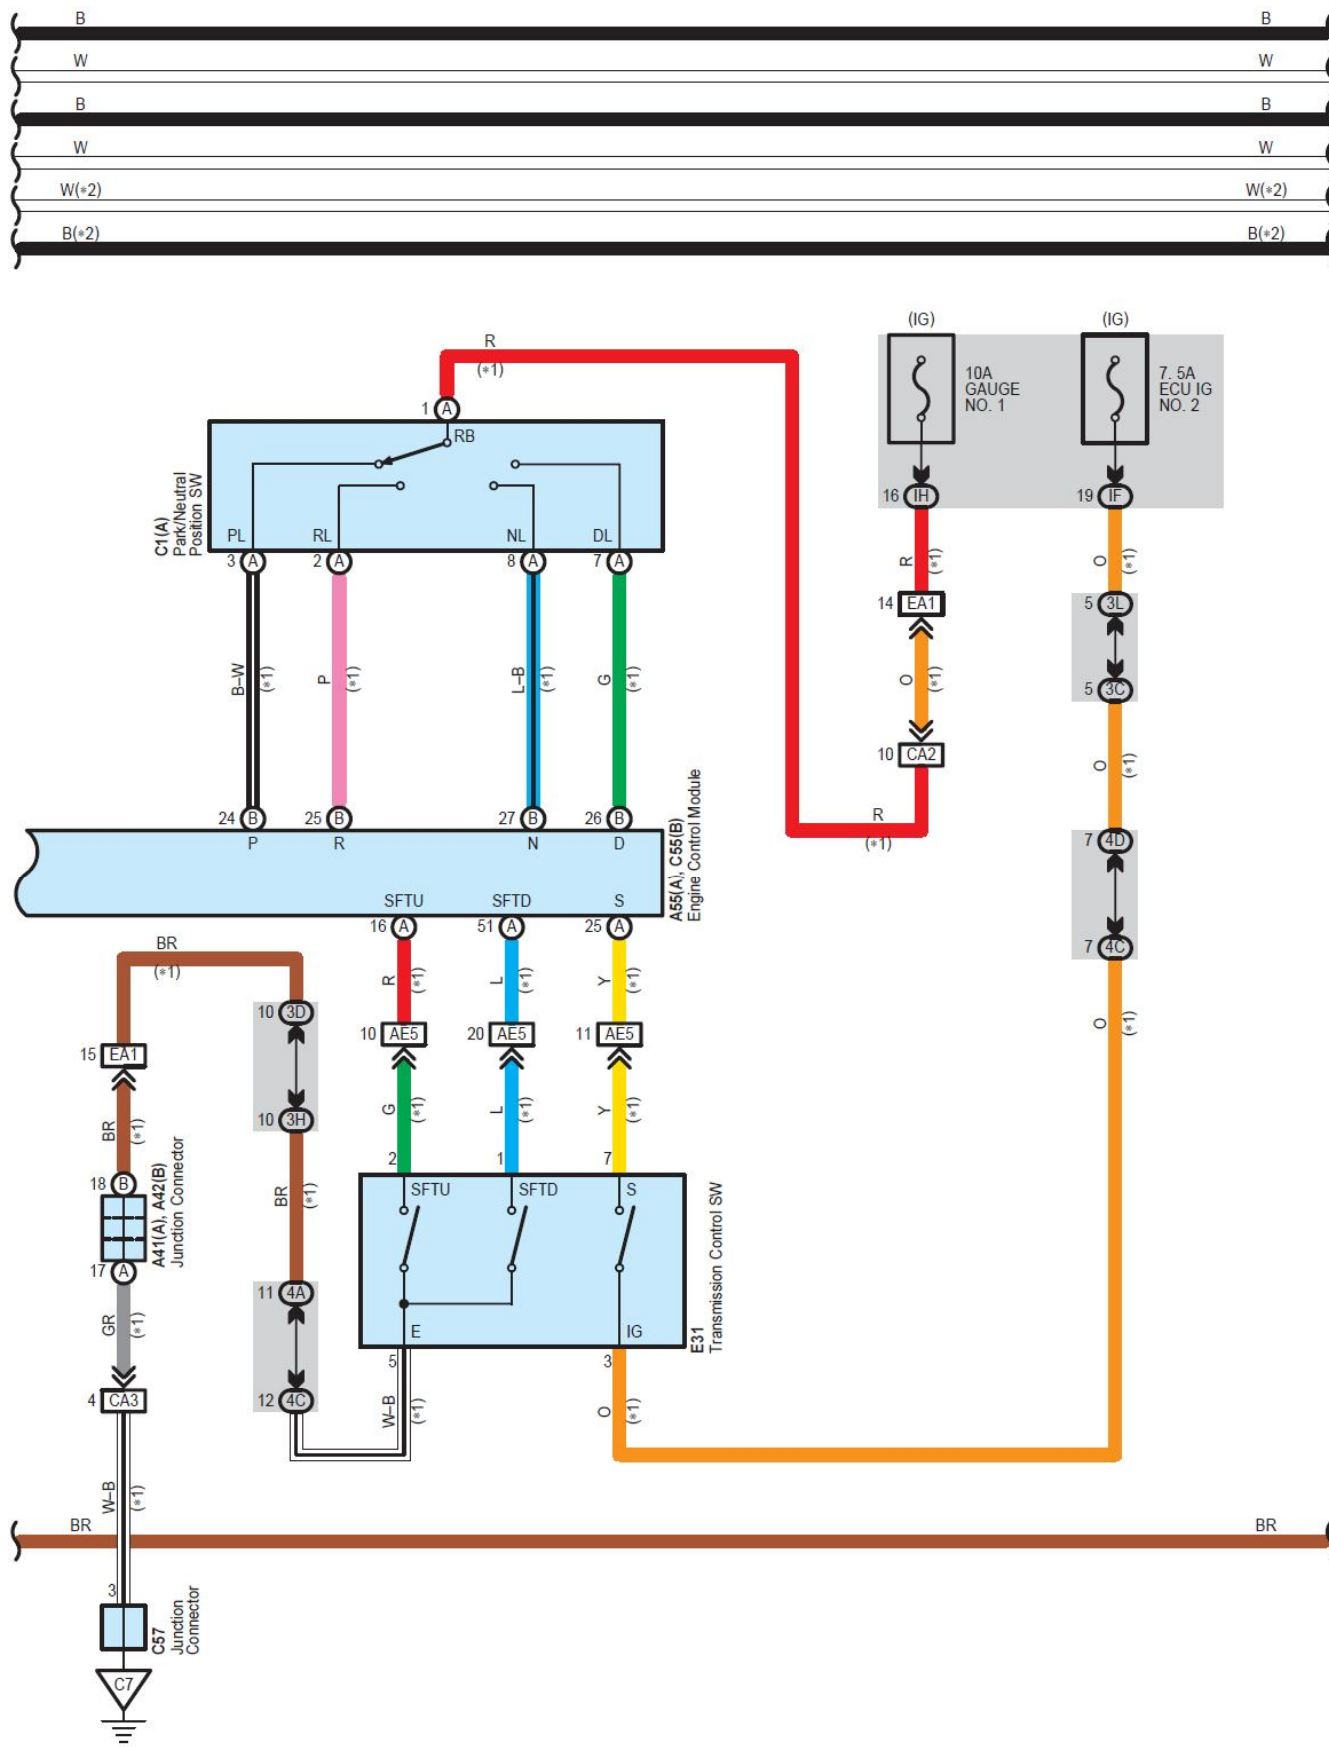 B B
W W
B B
W W
W(*2) W(*2)
B(*2) B(*2)
(IG) (IG)
R
(*1)
10A
GAUGE
NO. 1
7. 5A
ECU IG
NO. 2
1 A
RB
C1(A)
Park/Neutral
Position SW
PL RL NL DL
3 A 2 A 8 A 7 A
16 IH 19 IF
R (*1) O (*1)
14 EA1 5 3L
B–W (*1) P (*1) L–B (*1) G (*1) O (*1)
5 3C
10 CA2
O (*1)
24 B 25 B 27 B 26 B
P R N D
R
(*1)
7 4D
A55(A), C55(B)
Engine Control Module
SFTU SFTD S
16 A 51 A 25 A
7 4C
BR
(*1)
R (*1) L (*1) Y (*1)
O (*1)
10 3D
10 AE5 20 AE5 11 AE5
15 EA1
10 3H
G (*1) L (*1) Y (*1)
BR (*1)
2 1 7
18 B
A41(A), A42(B)
Junction Connector
BR (*1)
SFTU SFTD S
E31
Transmission Control SW
17 A
11 4A
GR (*1)
E IG
5 3
4 CA3 12 4C
W–B (*1) O (*1)
W–B (*1)
BR BR
3
C57
Junction
Connector
C7